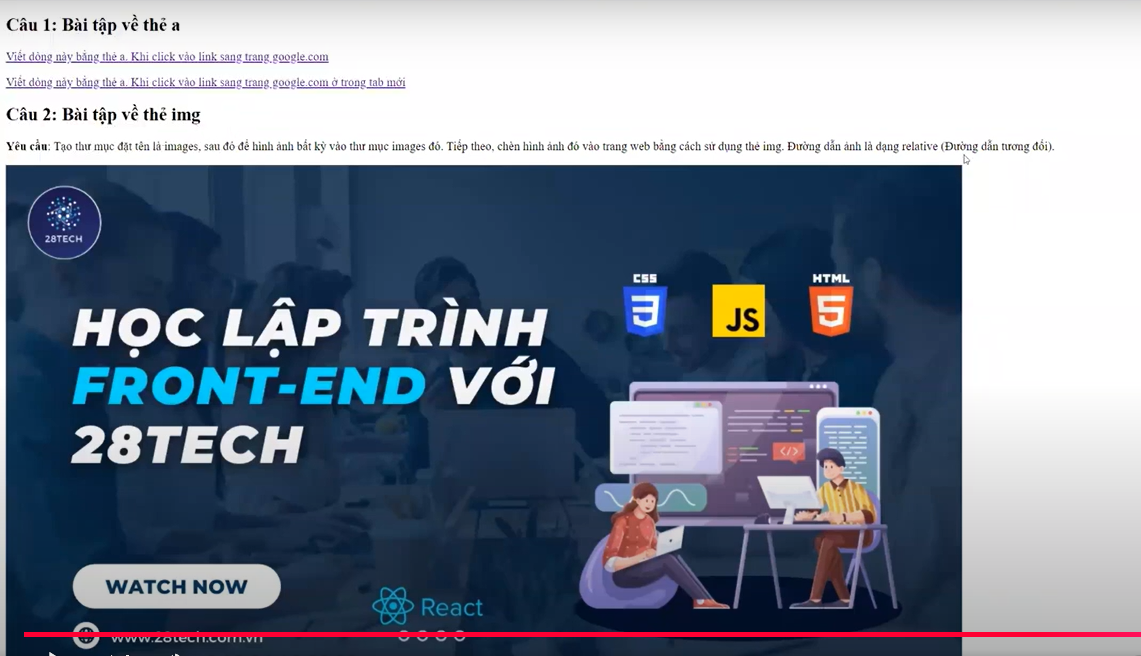 Câu 1: Bài tập về thẻ a
Viết dòng này bằng thẻ a. Khi click vào link sang trang google.com
Viết dòng này bằng thẻ a. Khi click vào link sang trang google.com ở trong tab mới
Câu 2: Bài tập về thẻ img
Yêu cầu: Tạo thư mục đặt tên là images, sau đó để hình ảnh bất kỳ vào thư mục images đó. Tiếp theo, chèn hình ảnh đó vào trang web bằng cách sử dụng thẻ img. Đường dẫn ảnh là dạng relative (Đường dẫn tương đối).
28TECH
HỌC LẬP TRÌNH
FRONT-END VỚI
28TECH
CSS
3
JS
HTML
5
</>
WATCH NOW
React
www.28tech.com.vn